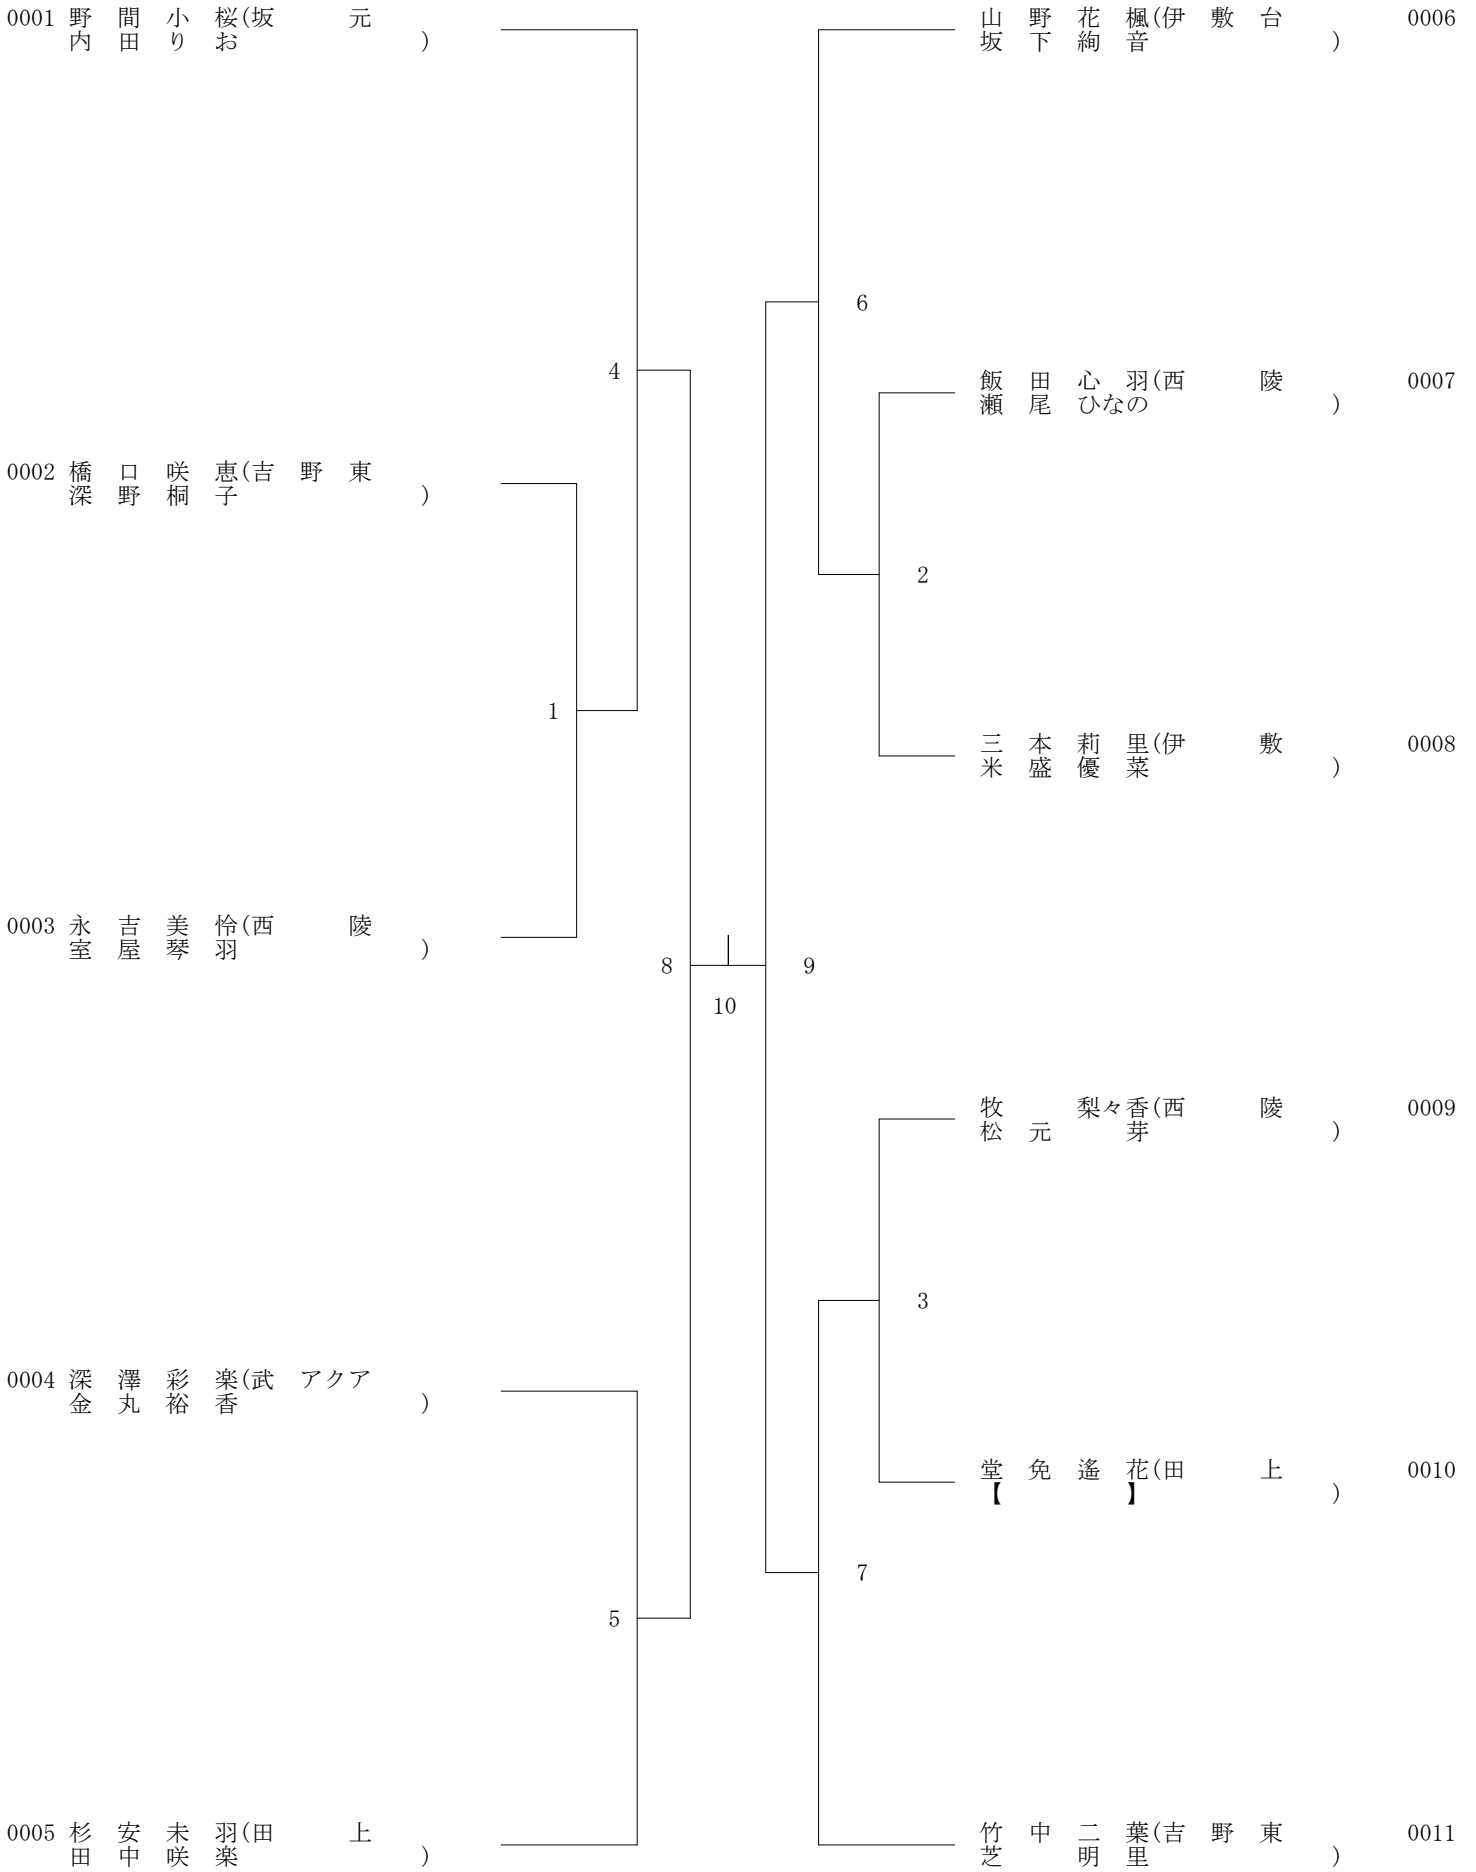 0001 野 間 小 桜(坂 元
内 田 り お )
0002 橋 口 咲 恵(吉 野 東
深 野 桐 子 )
0003 永 吉 美 怜(西 陵
室 屋 琴 羽 )
0004 深 澤 彩 楽(武 アクア
金 丸 裕 香 )
0005 杉 安 未 羽(田 上
田 中 咲 楽 )
4
1
8
10
5
山 野 花 楓(伊 敷 台 0006
坂 下 絢 音 )
6
飯 田 心 羽(西 陵 0007
瀬 尾 ひなの )
2
三 本 莉 里(伊 敷 0008
米 盛 優 菜 )
9
牧 梨々香(西 陵 0009
松 元 芽 )
3
堂 免 遙 花(田 上 0010
【 】 )
7
竹 中 二 葉(吉 野 東 0011
芝 明 里 )